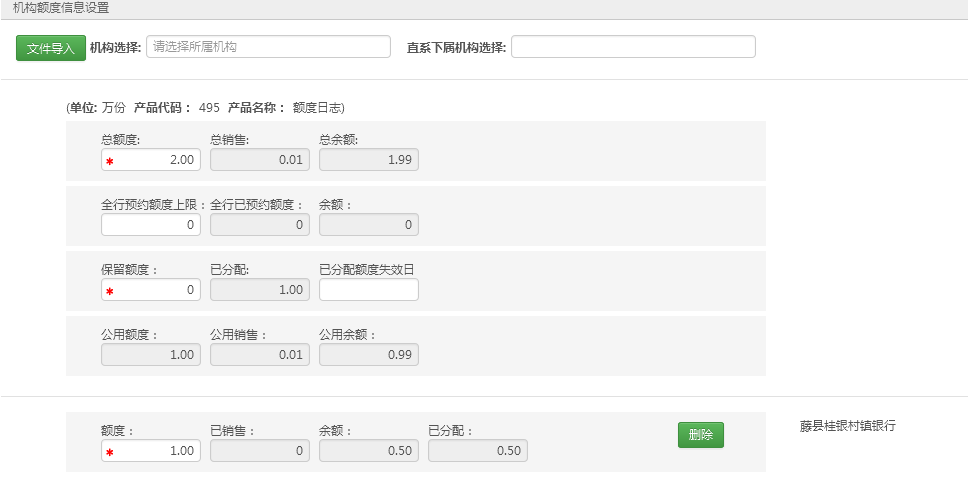 机构额度信息设置
文件导入 机构选择: 请选择所属机构 直系下属机构选择:
(单位: 万份 产品代码： 495 产品名称： 额度日志)
总额度: 总销售: 总余额:
* 2.00 0.01 1.99
全行预约额度上限： 全行已预约额度： 余额：
0 0 0
保留额度： 已分配: 已分配额度失效日
* 0 1.00
公用额度： 公用销售： 公用余额：
1.00 0.01 0.99
额度： 已销售： 余额： 已分配： 删除 藤县桂银村镇银行
* 1.00 0 0.50 0.50